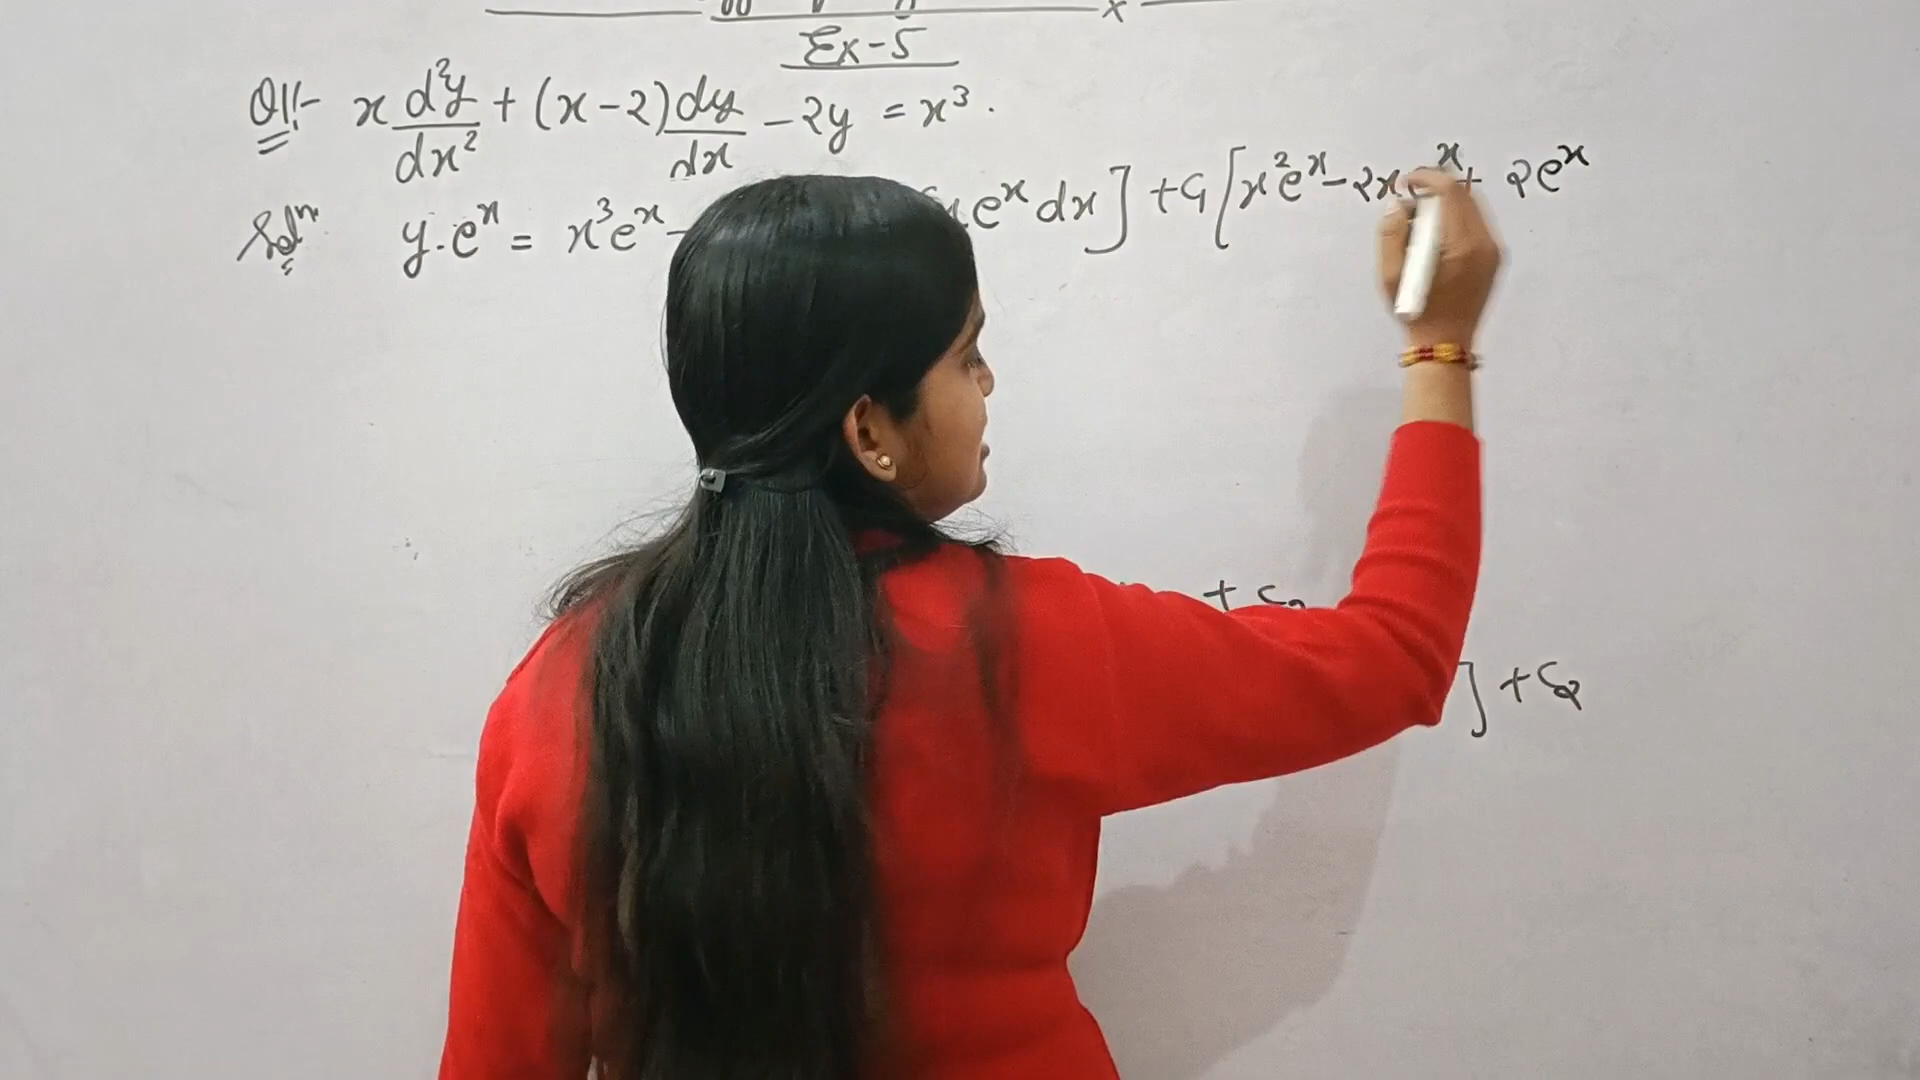 Ex-5
Q1:- x d²y/dx² + (x-2) dy/dx - 2y = x³.
Solⁿ y.eˣ = x³eˣ - eˣ dx] + C₁ [x²eˣ - 2xeˣ + 2eˣ
+ C₂
] + C₂